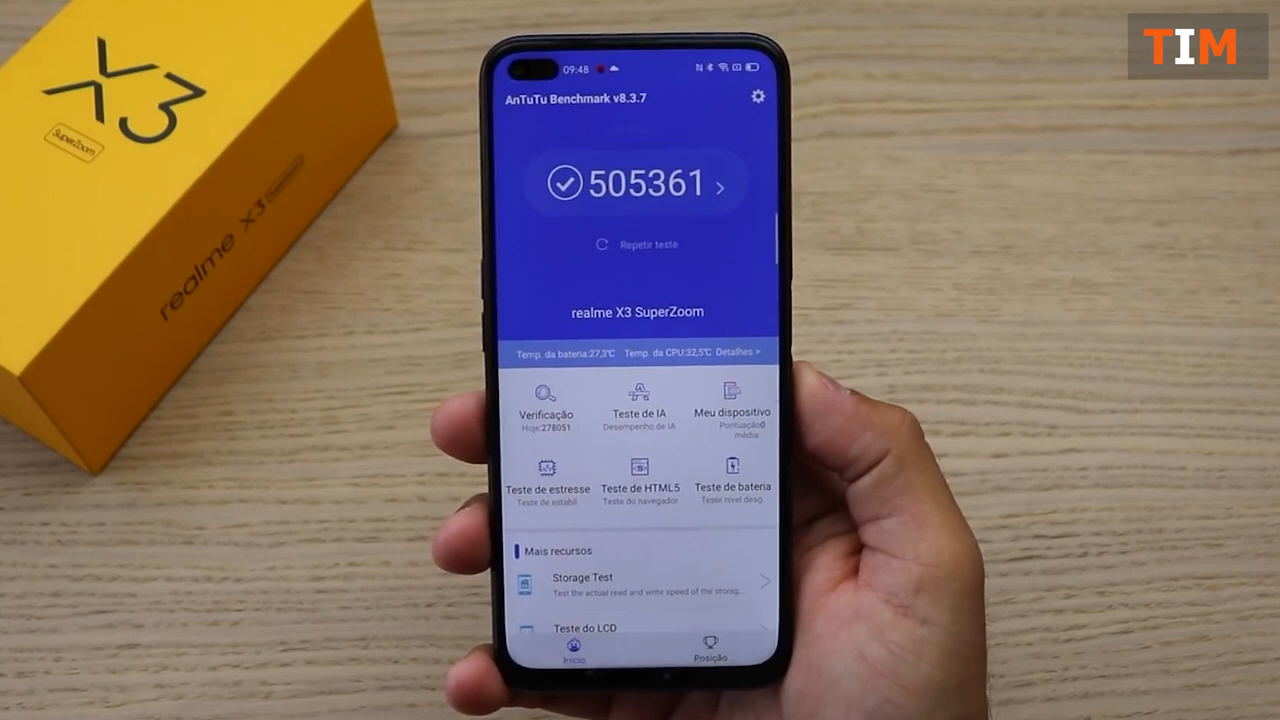 X3
SuperZoom
realme X3 SuperZoom
TIM
09:48
AnTuTu Benchmark v8.3.7
505361
Repetir teste
realme X3 SuperZoom
Temp. da bateria:27,3℃ Temp. da CPU:32,5℃ Detalhes >
Verificação Teste de IA Meu dispositivo
Hoje:278051 Desempenho de IA Pontuação0
média:
Teste de estresse Teste de HTML5 Teste de bateria
Teste de estabil. Teste do navegador Teste nível desg.
Mais recursos
Storage Test
Test the actual read and write speed of the storag...
Teste do LCD
Início Posição